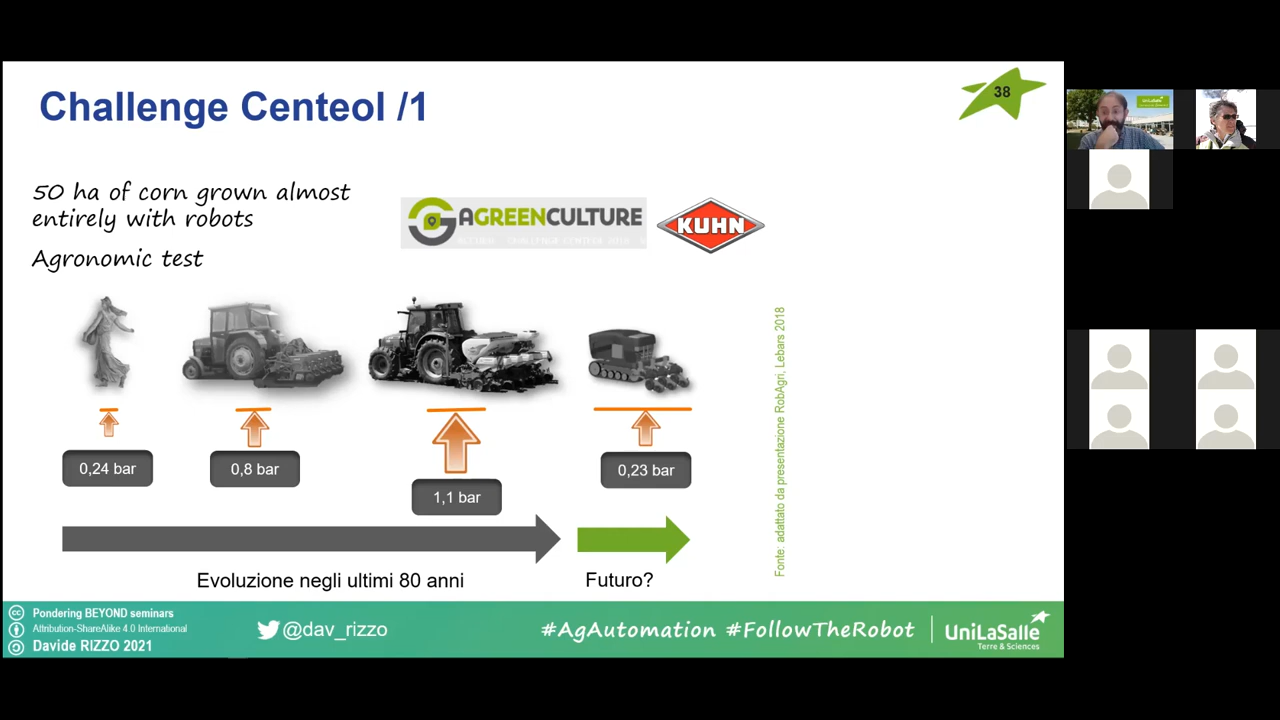 Challenge Centeol /1
38
50 ha of corn grown almost
entirely with robots
Agronomic test
AGREENCULTURE
KUHN
0,24 bar
0,8 bar
1,1 bar
0,23 bar
Evoluzione negli ultimi 80 anni
Futuro?
Fonte: adattato da presentazione RobAgri, Lebars 2018
Pondering BEYOND seminars
Attribution-ShareAlike 4.0 International
Davide RIZZO 2021
@dav_rizzo
#AgAutomation #FollowTheRobot
UniLaSalle
Terre & Sciences
UniLaSalle